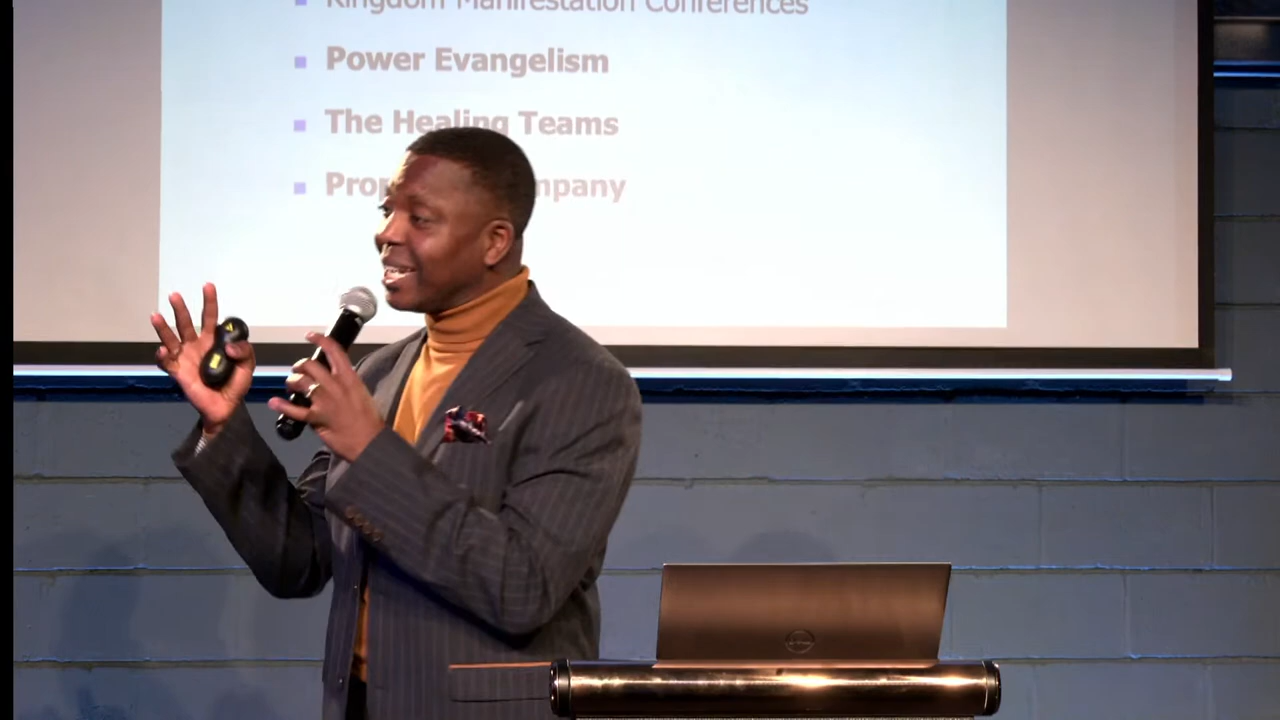 Kingdom Manifestation Conferences
Power Evangelism
The Healing Teams